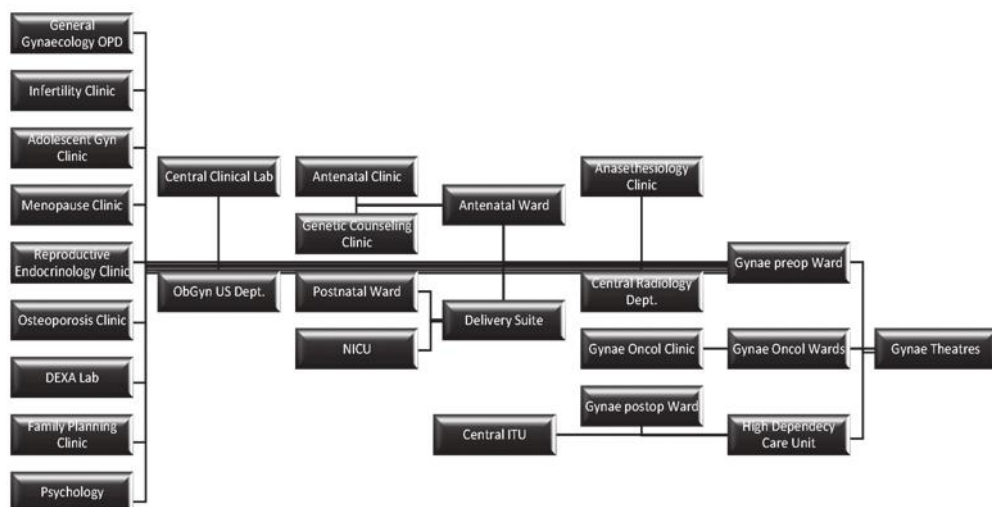 General
Gynaecology OPD
Infertility Clinic
Adolescent Gyn
Clinic
Menopause Clinic
Reproductive
Endocrinology Clinic
Osteoporosis Clinic
DEXA Lab
Family Planning
Clinic
Psychology
Central Clinical Lab
ObGyn US Dept.
Antenatal Clinic
Genetic Counseling
Clinic
Postnatal Ward
NICU
Antenatal Ward
Delivery Suite
Central ITU
Anasethesiology
Clinic
Central Radiology
Dept.
Gynae Oncol Clinic
Gynae postop Ward
Gynae preop Ward
Gynae Oncol Wards
High Dependecy
Care Unit
Gynae Theatres